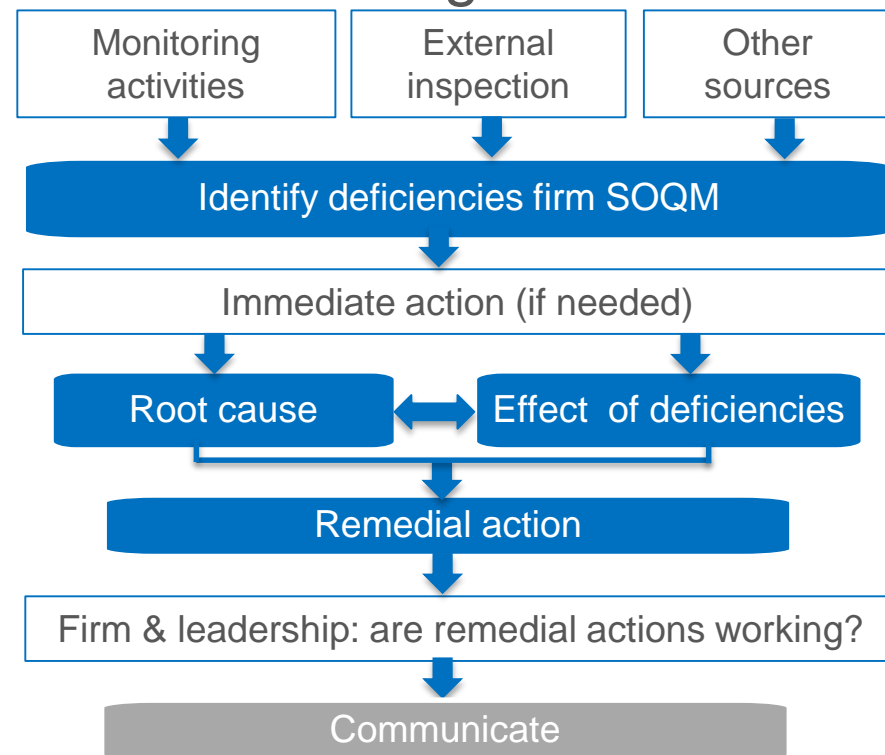 Monitoring
activities
External
inspection
Other
sources
Identify deficiencies firm SOQM
Immediate action (if needed)
Root cause
Effect of deficiencies
Remedial action
Firm & leadership: are remedial actions working?
Communicate